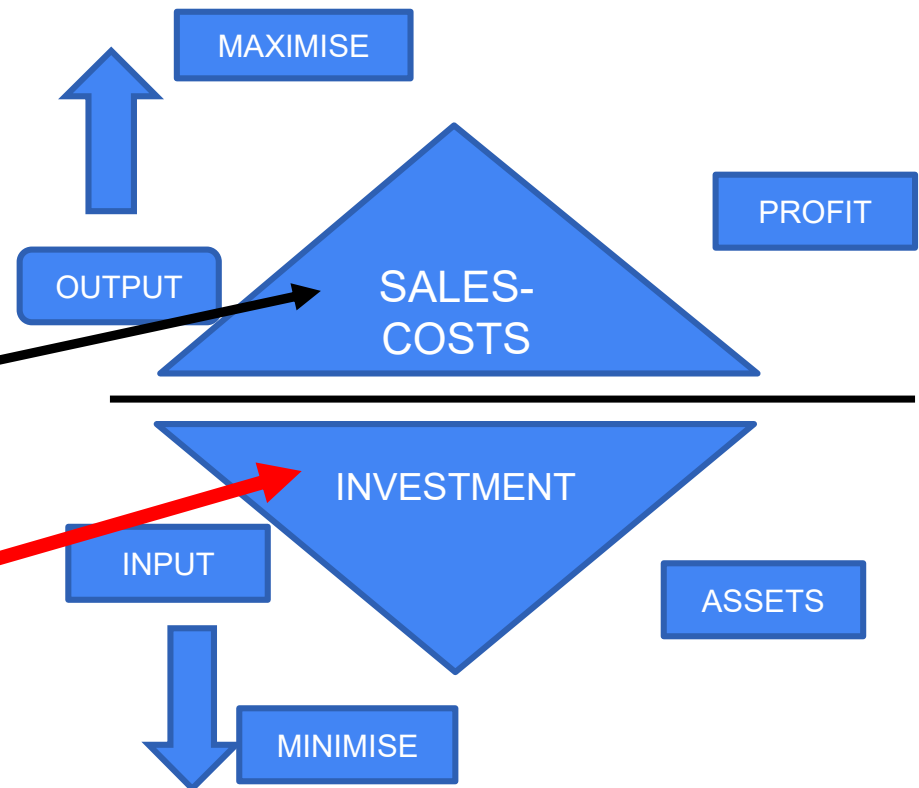 MAXIMISE
PROFIT
OUTPUT
SALES-
COSTS
INVESTMENT
INPUT
ASSETS
MINIMISE